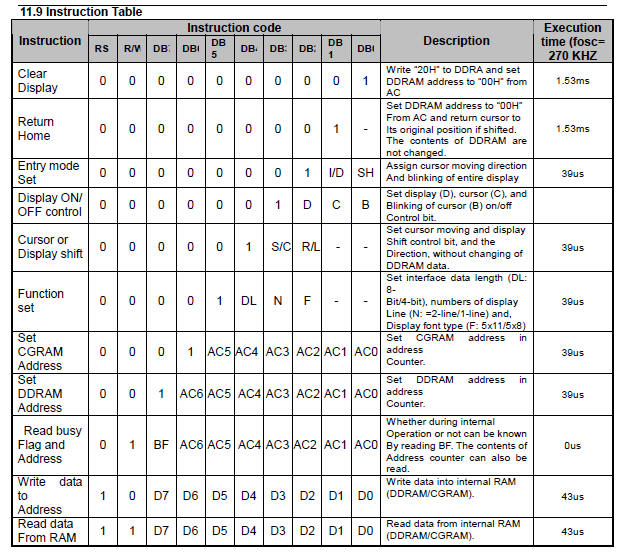 11.9 Instruction Table
Instruction Instruction code Description Execution time (fosc= 270 KHZ
RS R/W DB7 DB6 DB5 DB4 DB3 DB2 DB1 DB0
Clear Display 0 0 0 0 0 0 0 0 0 1 Write “20H” to DDRA and set DDRAM address to “00H” from AC 1.53ms
Return Home 0 0 0 0 0 0 0 0 1 - Set DDRAM address to “00H” From AC and return cursor to Its original position if shifted. The contents of DDRAM are not changed. 1.53ms
Entry mode Set 0 0 0 0 0 0 0 1 I/D SH Assign cursor moving direction And blinking of entire display 39us
Display ON/ OFF control 0 0 0 0 0 0 1 D C B Set display (D), cursor (C), and Blinking of cursor (B) on/off Control bit.
Cursor or Display shift 0 0 0 0 0 1 S/C R/L - - Set cursor moving and display Shift control bit, and the Direction, without changing of DDRAM data. 39us
Function set 0 0 0 0 1 DL N F - - Set interface data length (DL: 8- Bit/4-bit), numbers of display Line (N: =2-line/1-line) and, Display font type (F: 5x11/5x8) 39us
Set CGRAM Address 0 0 0 1 AC5 AC4 AC3 AC2 AC1 AC0 Set CGRAM address in address Counter. 39us
Set DDRAM Address 0 0 1 AC6 AC5 AC4 AC3 AC2 AC1 AC0 Set DDRAM address in address Counter. 39us
Read busy Flag and Address 0 1 BF AC6 AC5 AC4 AC3 AC2 AC1 AC0 Whether during internal Operation or not can be known By reading BF. The contents of Address counter can also be read. 0us
Write data to Address 1 0 D7 D6 D5 D4 D3 D2 D1 D0 Write data into internal RAM (DDRAM/CGRAM). 43us
Read data From RAM 1 1 D7 D6 D5 D4 D3 D2 D1 D0 Read data from internal RAM (DDRAM/CGRAM). 43us